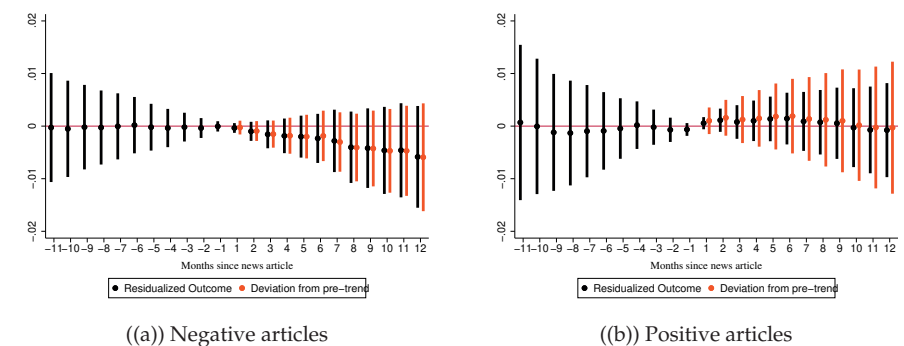 .02
.01
0
-.01
-.02
-11 -10 -9 -8 -7 -6 -5 -4 -3 -2 -1 1 2 3 4 5 6 7 8 9 10 11 12
Months since news article
Residualized Outcome Deviation from pre-trend
((a)) Negative articles
.02
.01
0
-.01
-.02
-11 -10 -9 -8 -7 -6 -5 -4 -3 -2 -1 1 2 3 4 5 6 7 8 9 10 11 12
Months since news article
Residualized Outcome Deviation from pre-trend
((b)) Positive articles